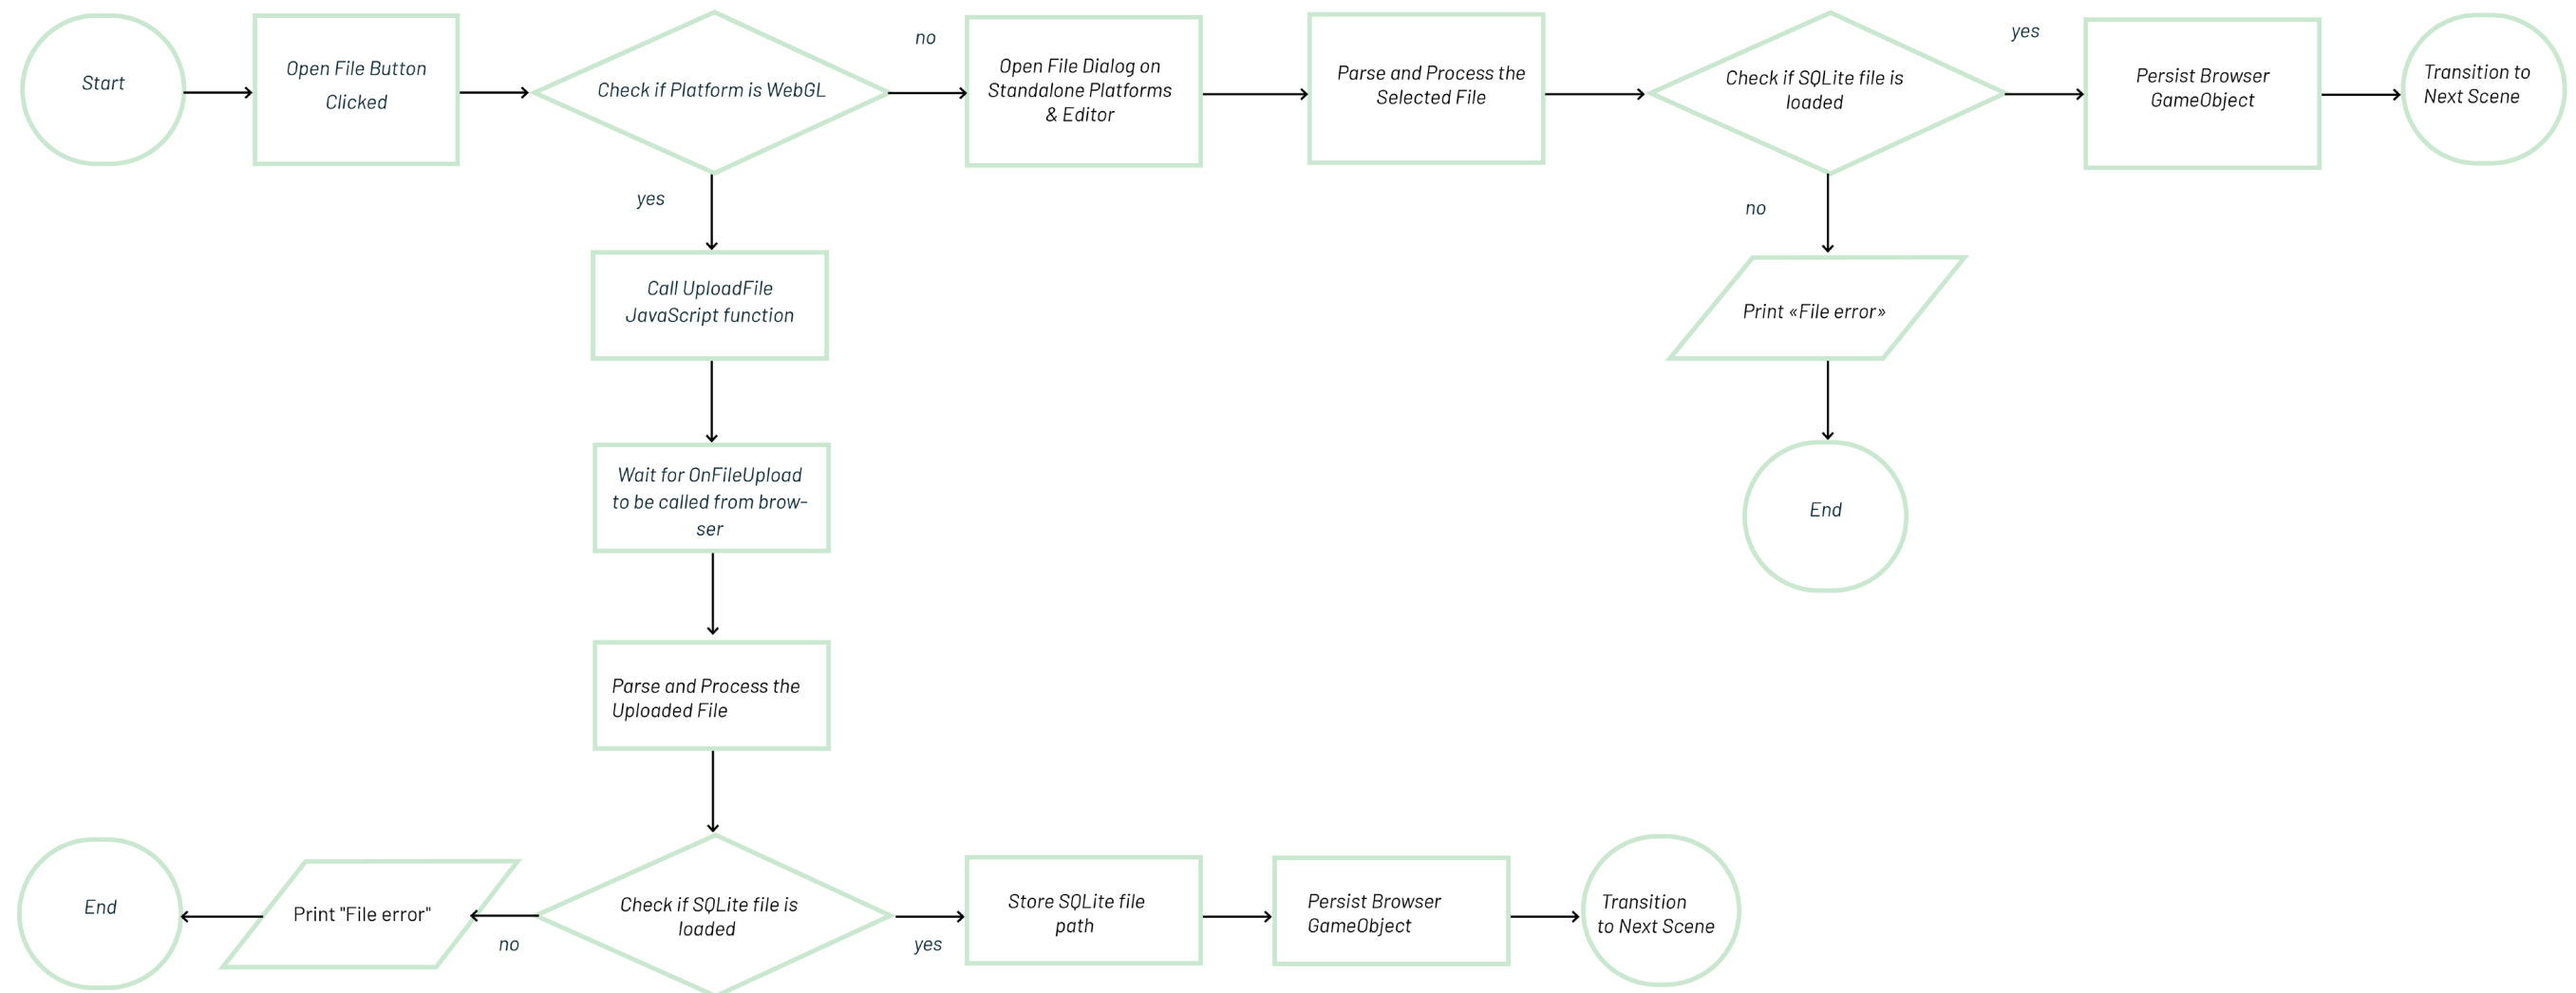 Start
Open File Button
Clicked
Check if Platform is WebGL
no
Open File Dialog on
Standalone Platforms
& Editor
Parse and Process the
Selected File
Check if SQLite file is
loaded
yes
Persist Browser
GameObject
Transition to
Next Scene
yes
no
Call UploadFile
JavaScript function
Print «File error»
Wait for OnFileUpload
to be called from brow-
ser
End
Parse and Process the
Uploaded File
End
Print "File error"
no
Check if SQLite file is
loaded
yes
Store SQLite file
path
Persist Browser
GameObject
Transition
to Next Scene